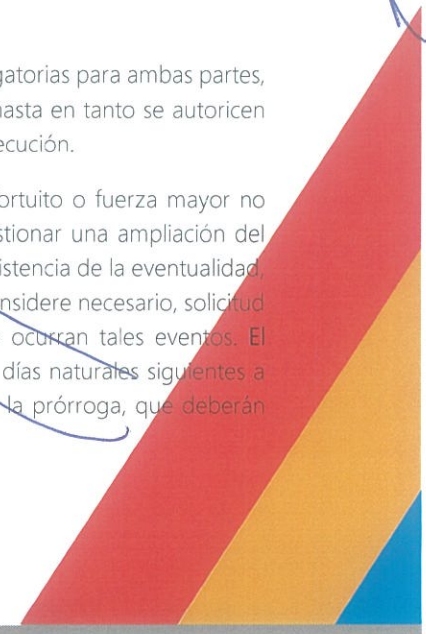 gatorias para ambas partes,
hasta en tanto se autoricen
ecución.
ortuito o fuerza mayor no
stionar una ampliación del
istencia de la eventualidad,
onsidere necesario, solicitud
ocurran tales eventos. El
días naturales siguientes a
la prórroga, que deberán